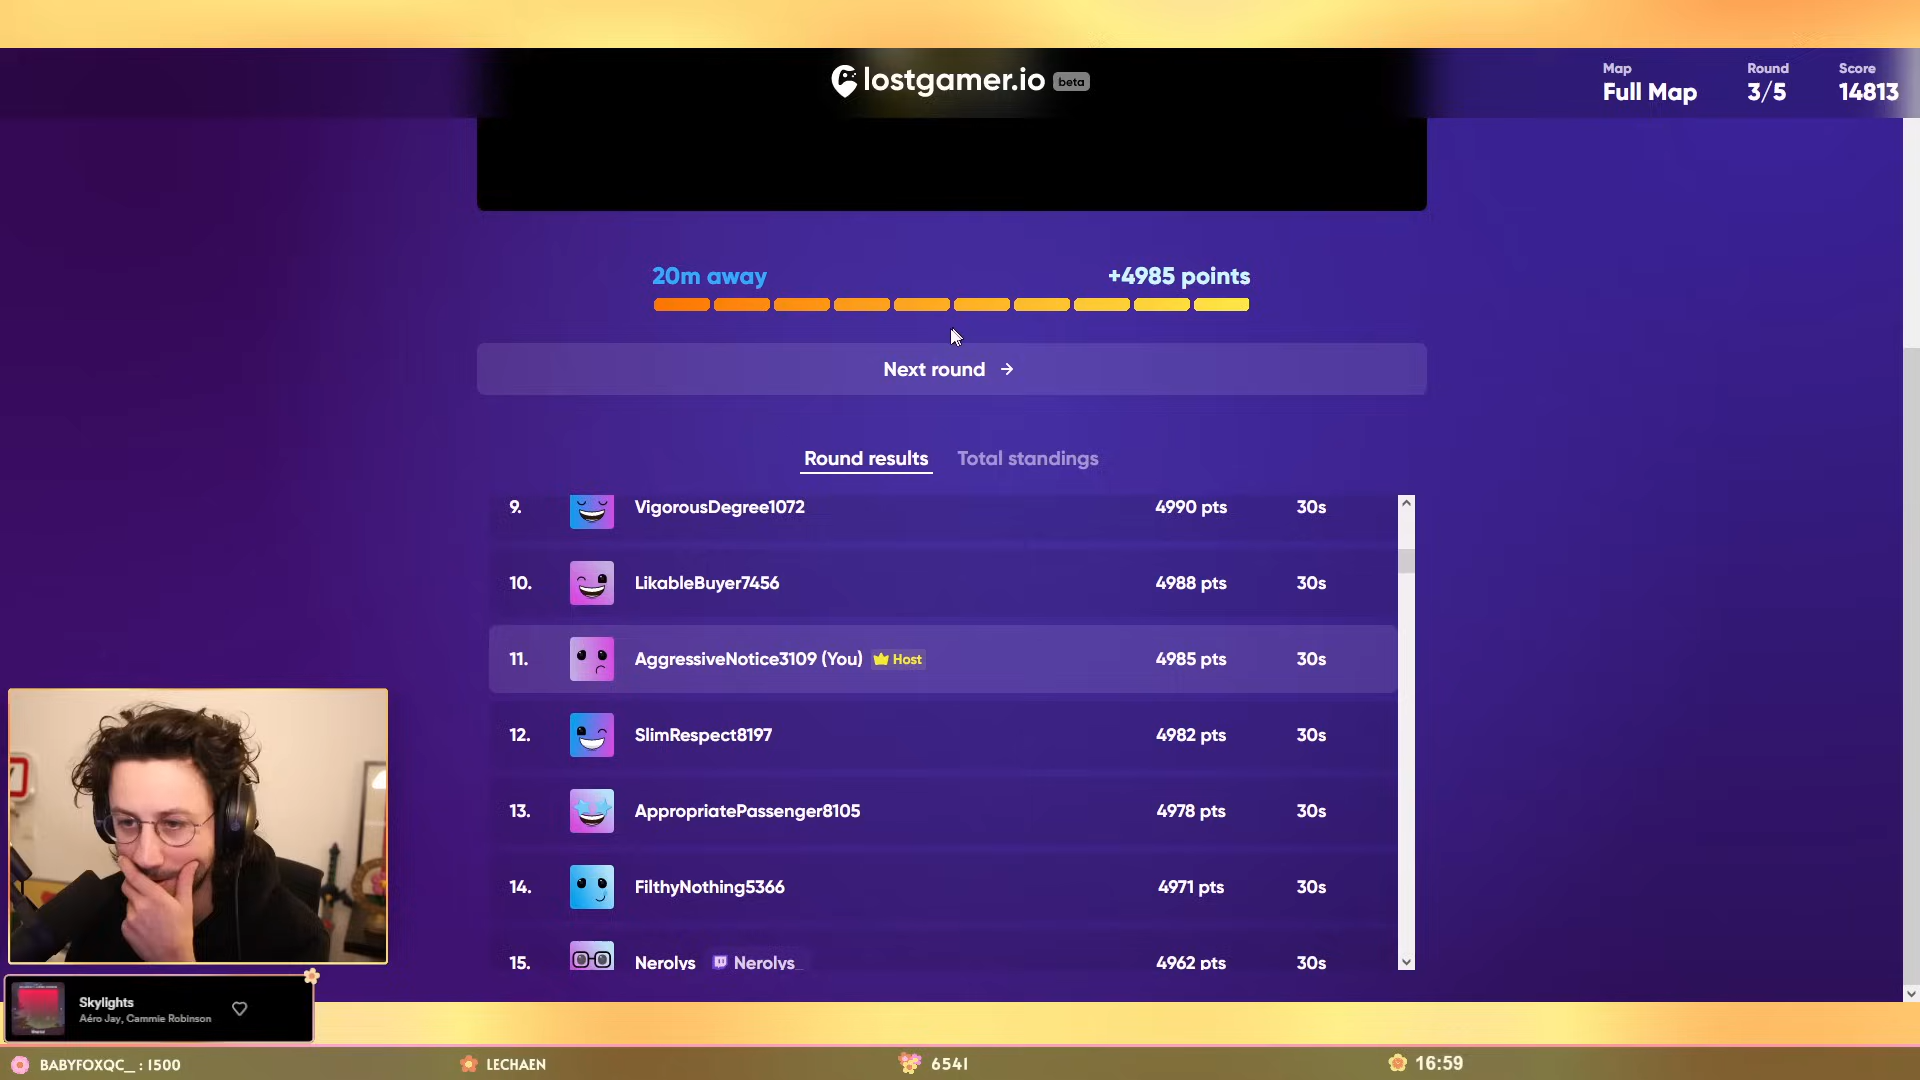 lostgamer.io beta
Map
Full Map
Round
3/5
Score
14813
20m away
+4985 points
Next round →
Round results
Total standings
9. VigorousDegree1072 4990 pts 30s
10. LikableBuyer7456 4988 pts 30s
11. AggressiveNotice3109 (You) Host 4985 pts 30s
12. SlimRespect8197 4982 pts 30s
13. AppropriatePassenger8105 4978 pts 30s
14. FilthyNothing5366 4971 pts 30s
15. Nerolys Nerolys_ 4962 pts 30s
Skylights
Aéro Jay, Cammie Robinson
BABYFOXQC_ : 1500
LECHAEN
6541
16:59